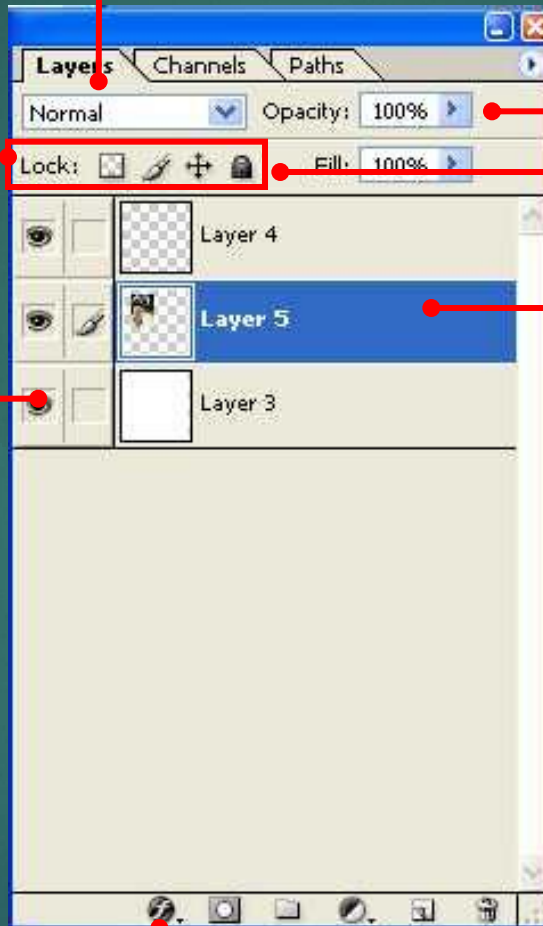 Layers Channels Paths
Normal Opacity: 100%
Lock: Fill: 100%
Layer 4
Layer 5
Layer 3